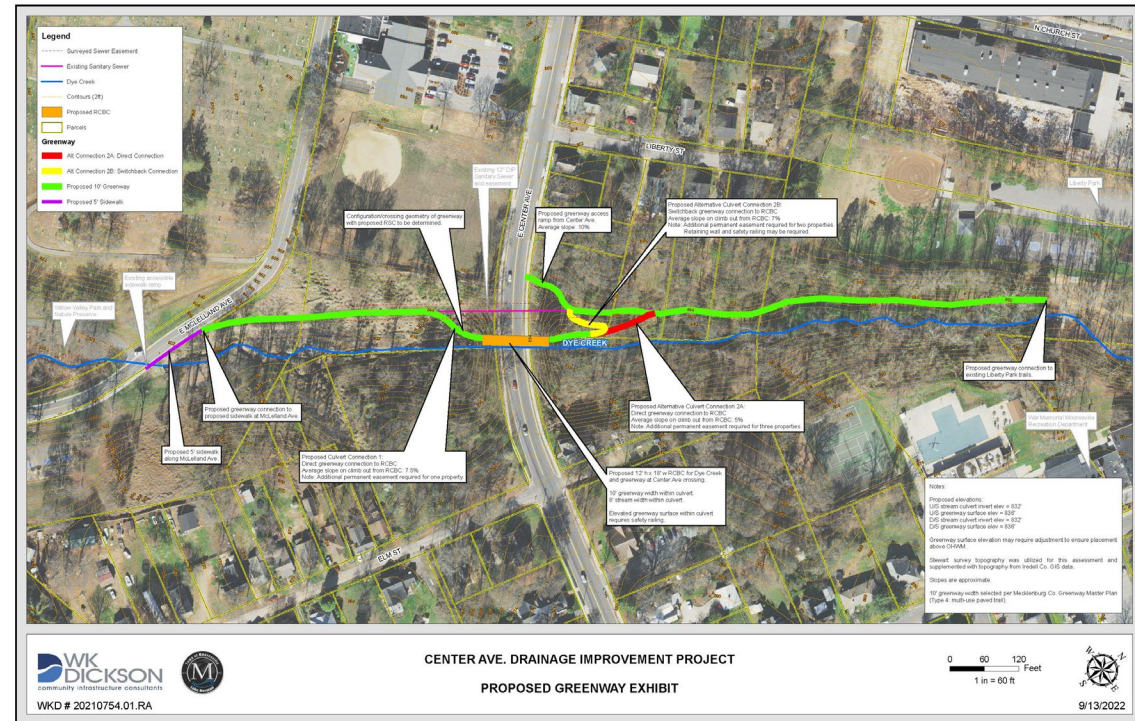 Legend
Surveyed Sewer Easement
Existing Sanitary Sewer
Dye Creek
Contours (2ft)
Proposed RCBC
Parcels
Greenway
Alt Connection 2A: Direct Connection
Alt Connection 2B: Switchback Connection
Proposed 10' Greenway
Proposed 5' Sidewalk
N CHURCH ST
LIBERTY ST
E CENTER AVE
Existing 12" DIP
Sanitary Sewer
and easement
Liberty Park
Configuration/crossing geometry of greenway
with proposed RSC to be determined.
Proposed greenway access
ramp from Center Ave.
Average slope: 10%
Proposed Alternative Culvert Connection 2B:
Switchback greenway connection to RCBC
Average slope on climb out from RCBC: 7%
Note: Additional permanent easement required for two properties.
Retaining wall and safety railing may be required.
Existing accessible
sidewalk ramp
Willow Valley Park and
Nature Preserve
E MCLELLAND AVE
DYE CREEK
Proposed greenway connection to
existing Liberty Park trails.
Proposed greenway connection to
proposed sidewalk at McLelland Ave.
Proposed 5' sidewalk
along McLelland Ave.
Proposed Culvert Connection 1:
Direct greenway connection to RCBC
Average slope on climb out from RCBC: 7.5%
Note: Additional permanent easement required for one property.
Proposed Alternative Culvert Connection 2A:
Direct greenway connection to RCBC
Average slope on climb out from RCBC: 5%
Note: Additional permanent easement required for three properties.
War Memorial Mooresville
Recreation Department
Proposed 12' h x 18' w RCBC for Dye Creek
and greenway at Center Ave crossing.
10' greenway width within culvert.
8' stream width within culvert.
Elevated greenway surface within culvert
requires safety railing.
ELM ST
Notes:
Proposed elevations:
U/S stream culvert invert elev = 832'
U/S greenway surface elev = 836'
D/S stream culvert invert elev = 832'
D/S greenway surface elev = 836'
Greenway surface elevation may require adjustment to ensure placement
above OHWM.
Stewart survey topography was utilized for this assessment and
supplemented with topography from Iredell Co. GIS data.
Slopes are approximate.
10' greenway width selected per Mecklenburg Co. Greenway Master Plan
(Type 4: multi-use paved trail)
WK
DICKSON
community infrastructure consultants
WKD # 20210754.01.RA
M
CENTER AVE. DRAINAGE IMPROVEMENT PROJECT
PROPOSED GREENWAY EXHIBIT
0 60 120
Feet
1 in = 60 ft
N
W
E
S
9/13/2022